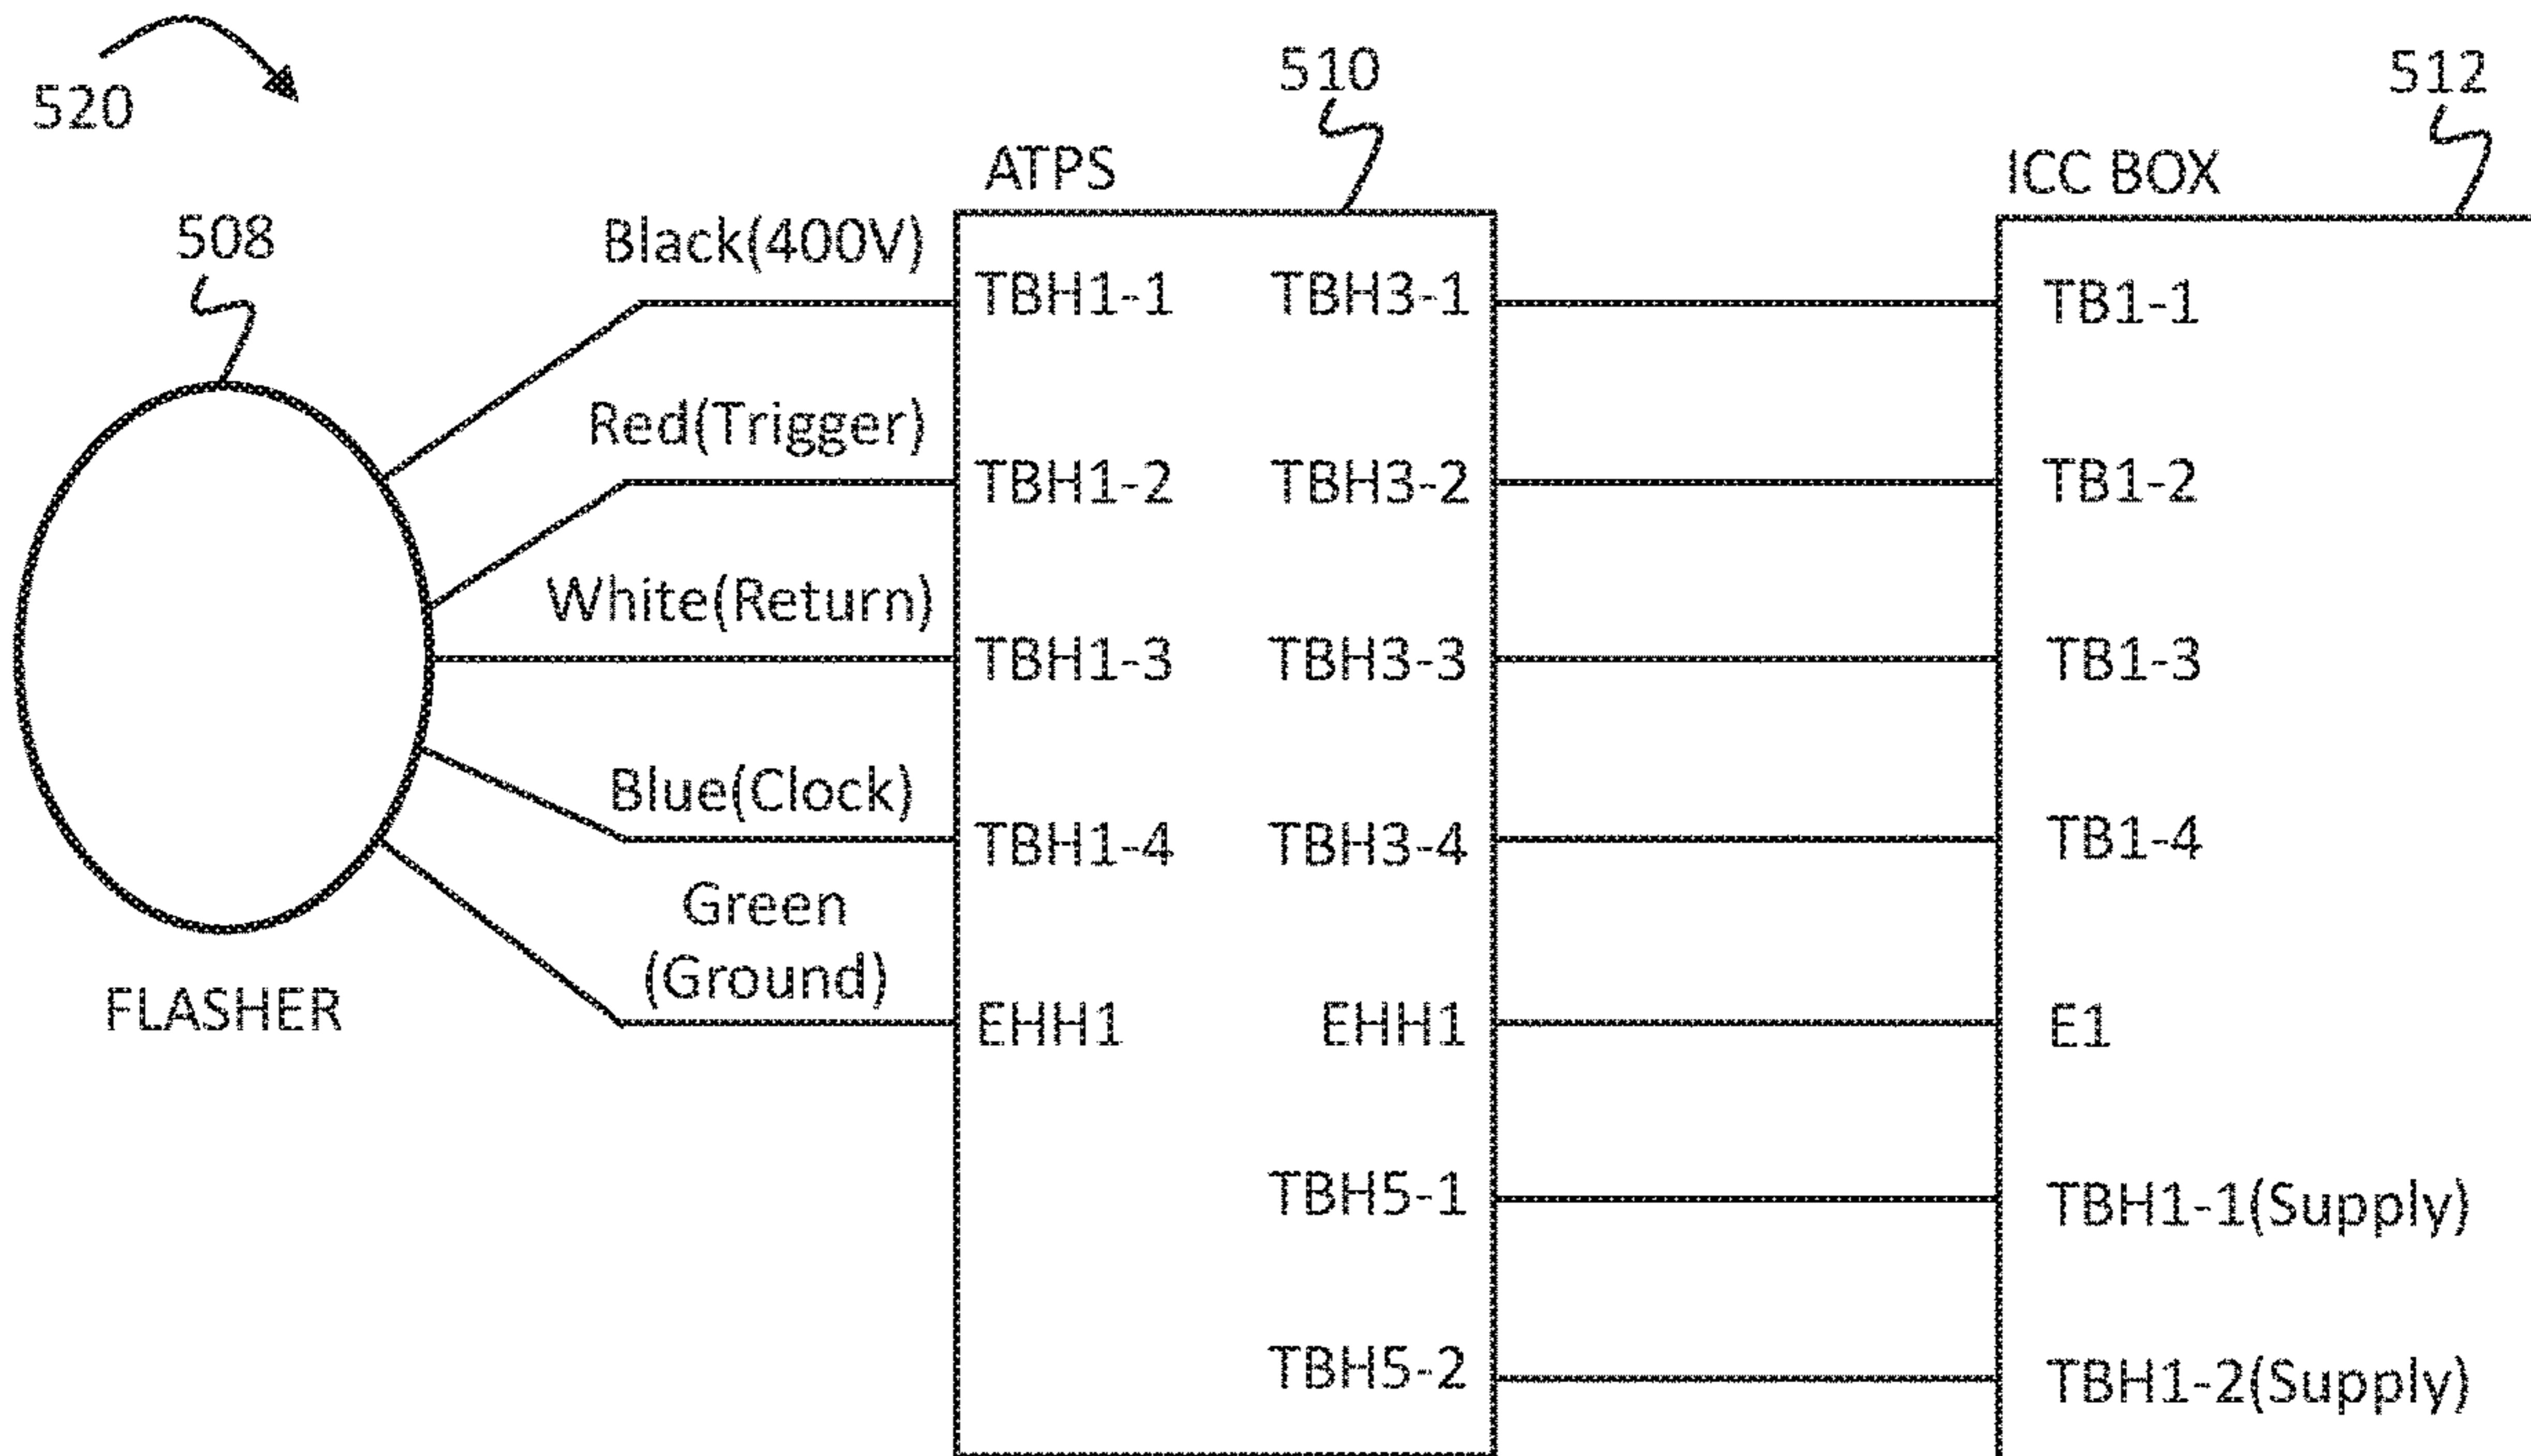 520
510
512
ATPS
ICC BOX
508
Black(400V)
TBH1-1
TBH3-1
TB1-1
Red(Trigger)
TBH1-2
TBH3-2
TB1-2
White(Return)
TBH1-3
TBH3-3
TB1-3
Blue(Clock)
TBH1-4
TBH3-4
TB1-4
Green
(Ground)
FLASHER
EHH1
EHH1
E1
TBH5-1
TBH1-1(Supply)
TBH5-2
TBH1-2(Supply)